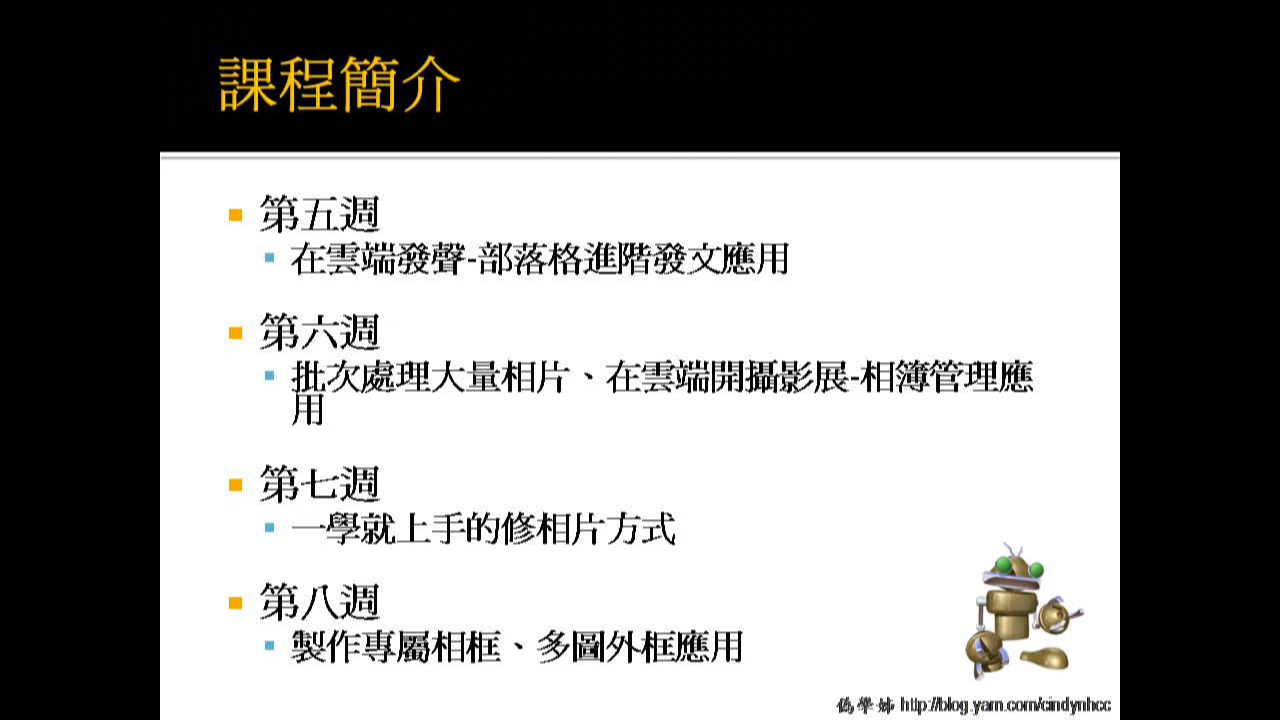 課程簡介
第五週
在雲端發聲-部落格進階發文應用
第六週
批次處理大量相片、在雲端開攝影展-相簿管理應
用
第七週
一學就上手的修相片方式
第八週
製作專屬相框、多圖外框應用
偽學姊 http://blog.yam.com/cindynhcc